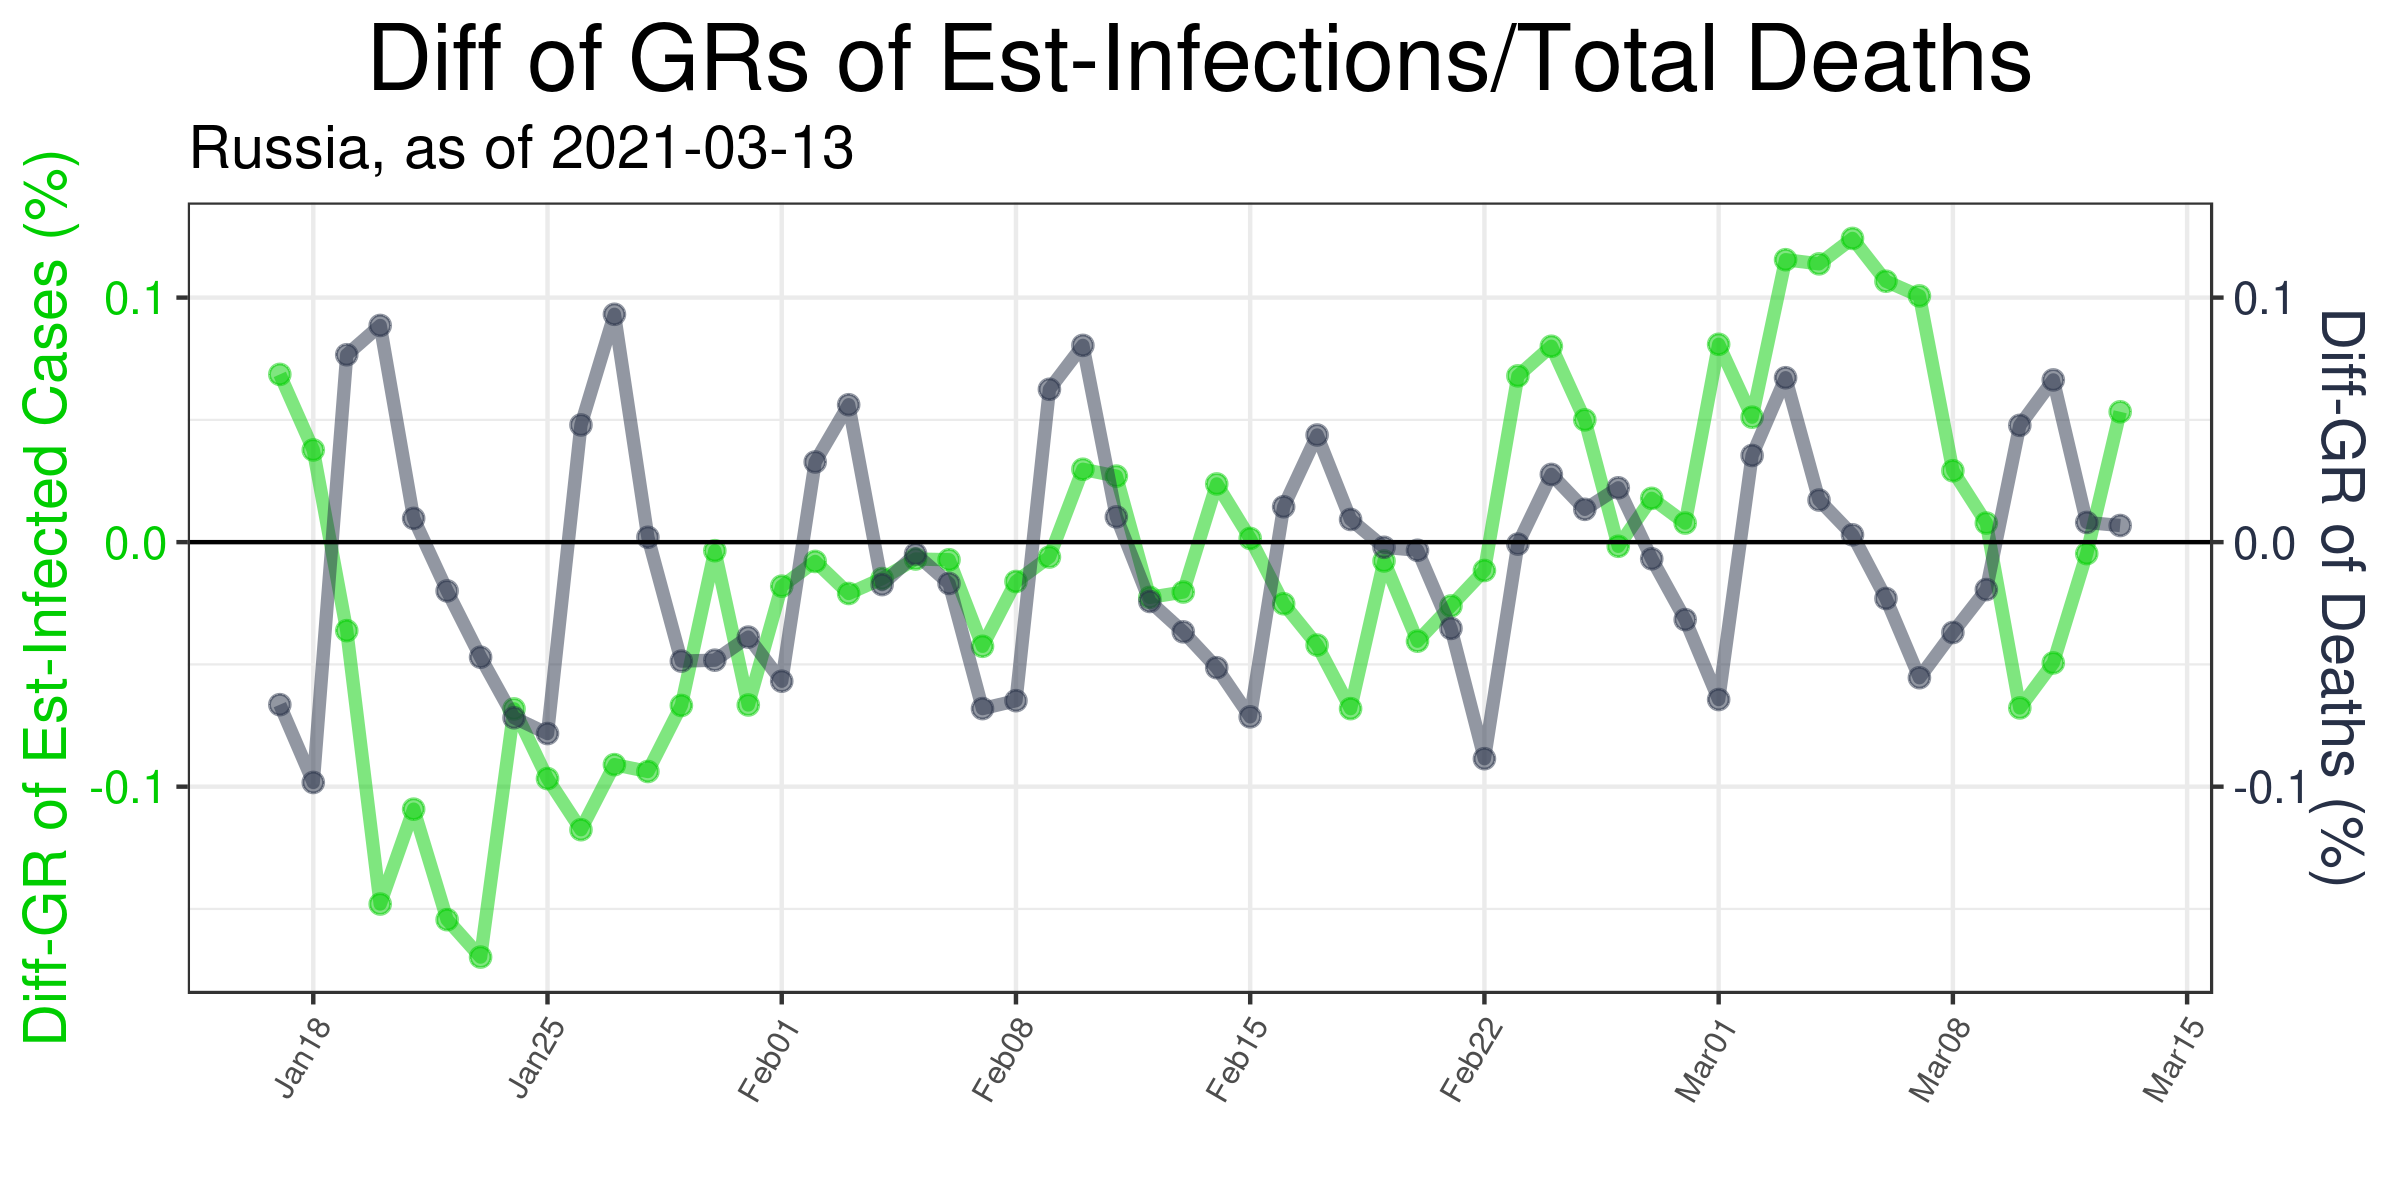 Diff of GRs of Est-Infections/Total Deaths
Russia, as of 2021-03-13
Diff-GR of Est-Infected Cases (%)
0.1
0.0
-0.1
0.1
0.0
-0.1
Diff-GR of Deaths (%)
Jan18
Jan25
Feb01
Feb08
Feb15
Feb22
Mar01
Mar08
Mar15